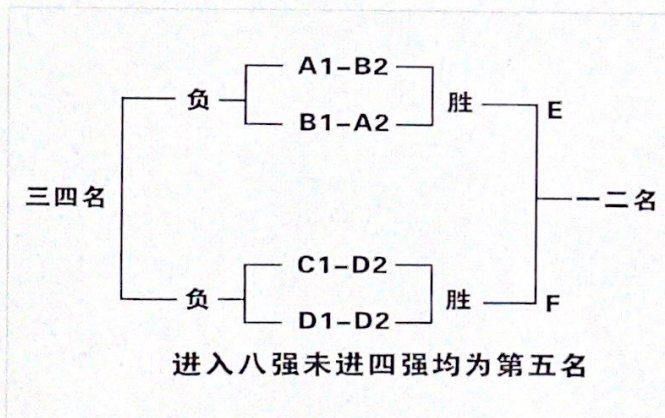 A1-B2
负
胜
E
B1-A2
三四名
一二名
C1-D2
负
胜
F
D1-D2
进入八强未进四强均为第五名